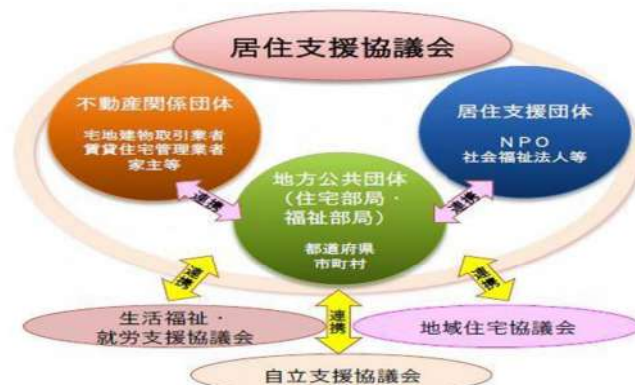 居住支援協議会
不動産関係団体
宅地建物取引業者
賃貸住宅管理業者
家主等
居住支援団体
NPO
社会福祉法人等
地方公共団体
(住宅部局・
福祉部局)
都道府県
市町村
連携
連携
連携
連携
連携
生活福祉・
就労支援協議会
地域住宅協議会
自立支援協議会